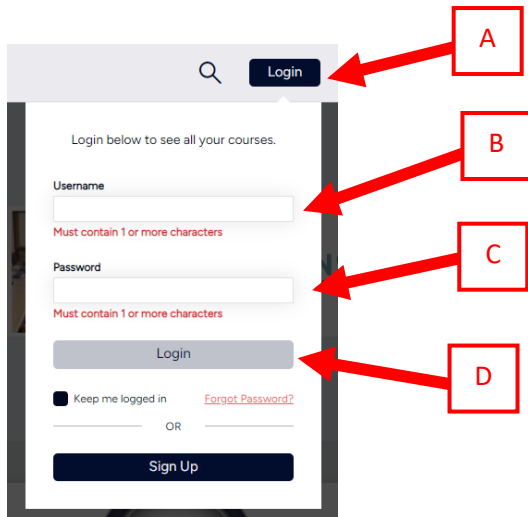 A
Login
Login below to see all your courses.
B
Username
Must contain 1 or more characters
Password
C
Must contain 1 or more characters
Login
D
Keep me logged in Forgot Password?
OR
Sign Up